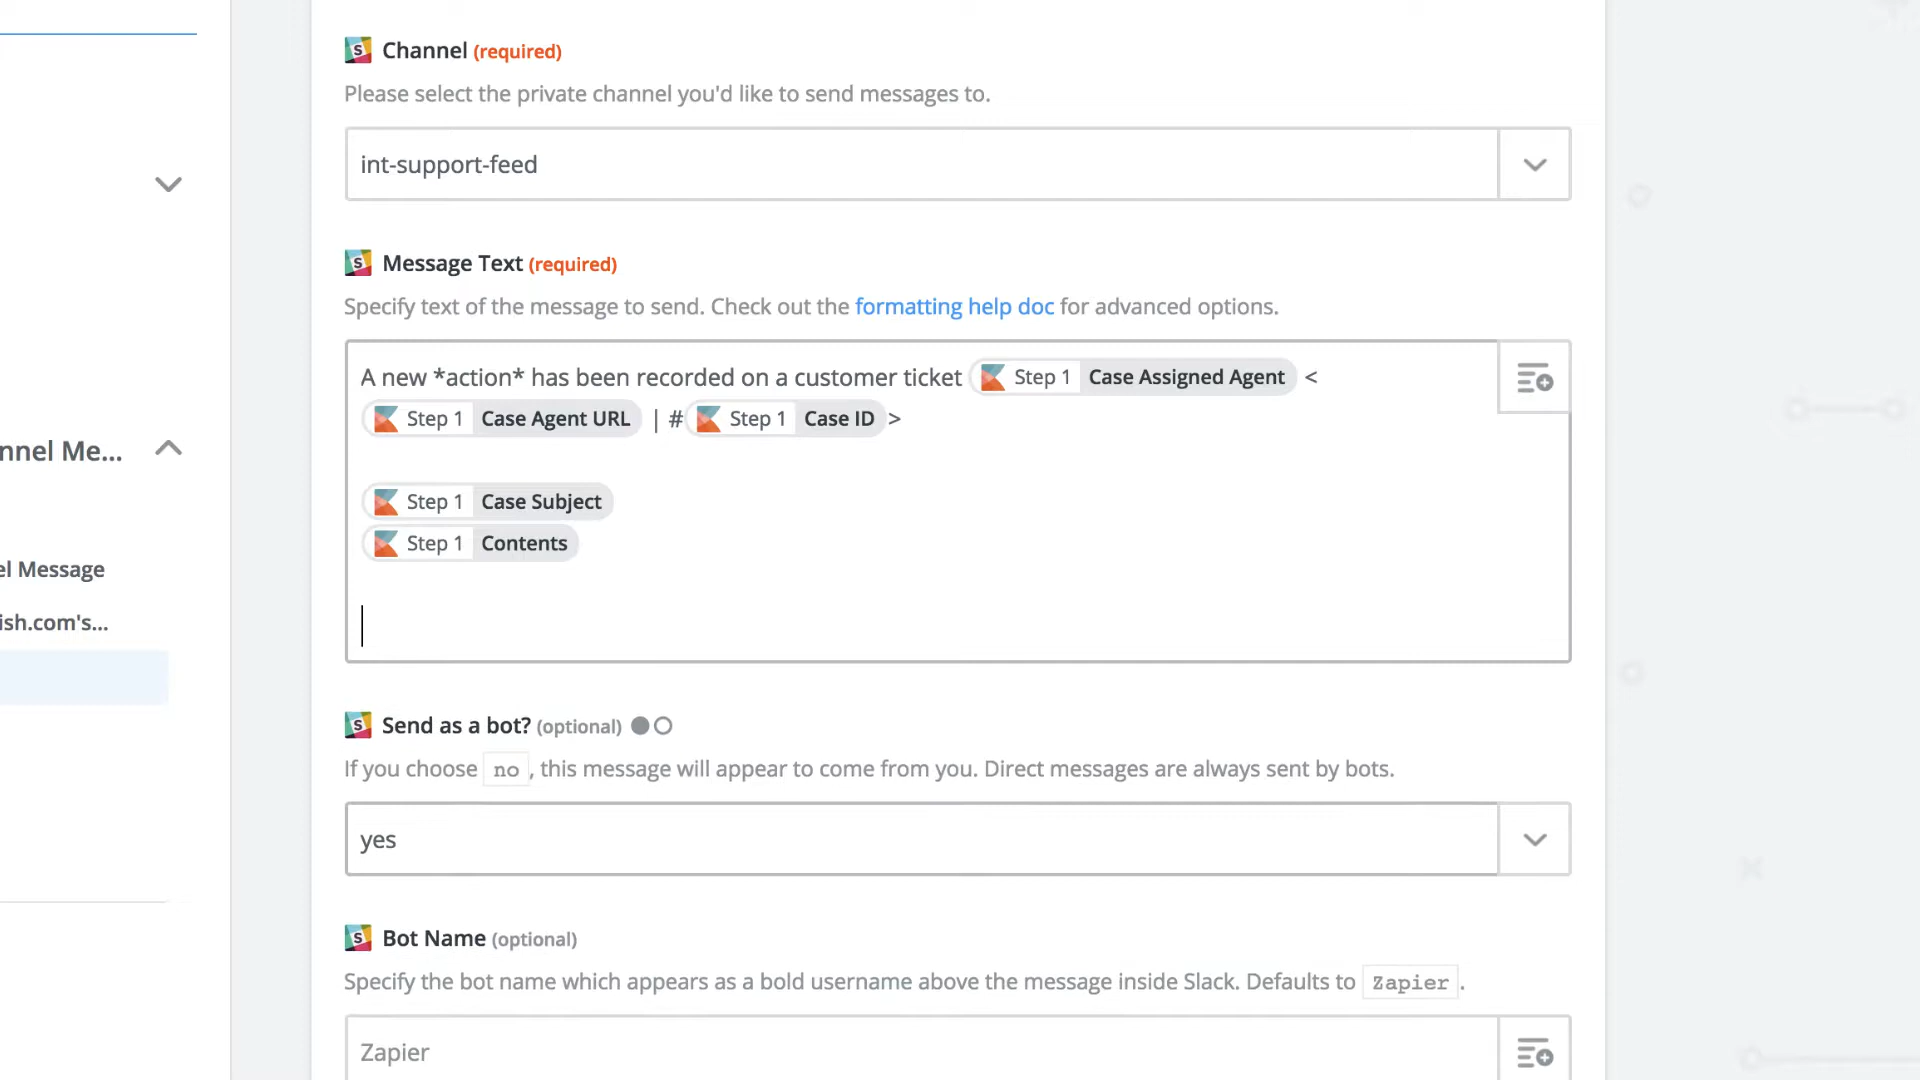 Channel (required)
Please select the private channel you'd like to send messages to.
int-support-feed
Message Text (required)
Specify text of the message to send. Check out the formatting help doc for advanced options.
A new *action* has been recorded on a customer ticket Step 1 Case Assigned Agent <
Step 1 Case Agent URL | # Step 1 Case ID >
nnel Me...
Step 1 Case Subject
Step 1 Contents
el Message
ish.com's...
Send as a bot? (optional)
If you choose no , this message will appear to come from you. Direct messages are always sent by bots.
yes
Bot Name (optional)
Specify the bot name which appears as a bold username above the message inside Slack. Defaults to Zapier .
Zapier